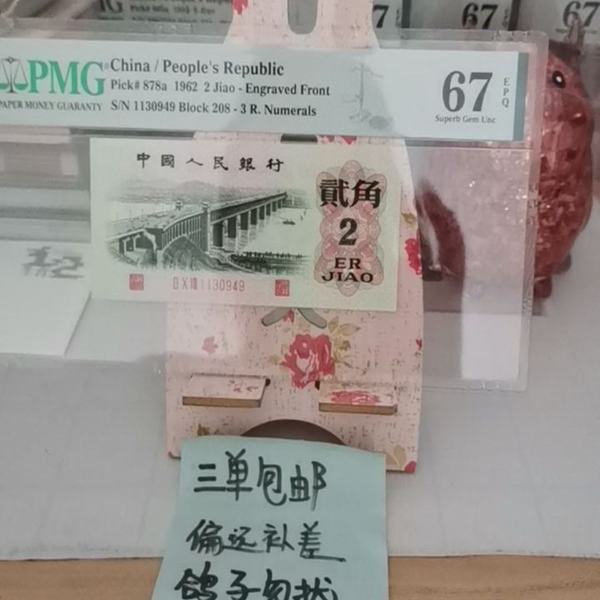 PMG
PAPER MONEY GUARANTY
China / People's Republic
Pick# 878a 1962 2 Jiao - Engraved Front
S/N 1130949 Block 208 - 3 R. Numerals
67
EPQ
Superb Gem Unc
67
67
中國人民銀行
貳角
2
ER
JIAO
1130949
三单包邮
偏远补差
鸽子勿扰